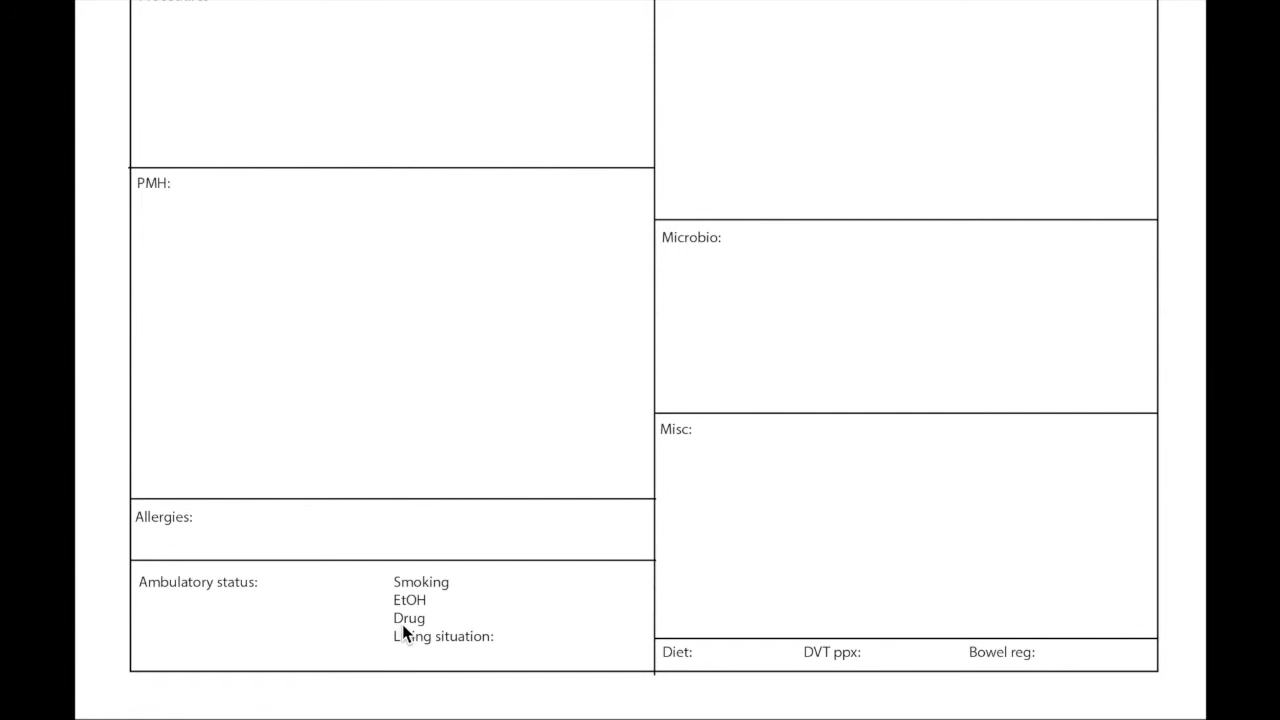 PMH:
Allergies:
Ambulatory status:
Smoking
EtOH
Drug
Living situation:
Microbio:
Misc:
Diet: DVT ppx: Bowel reg: